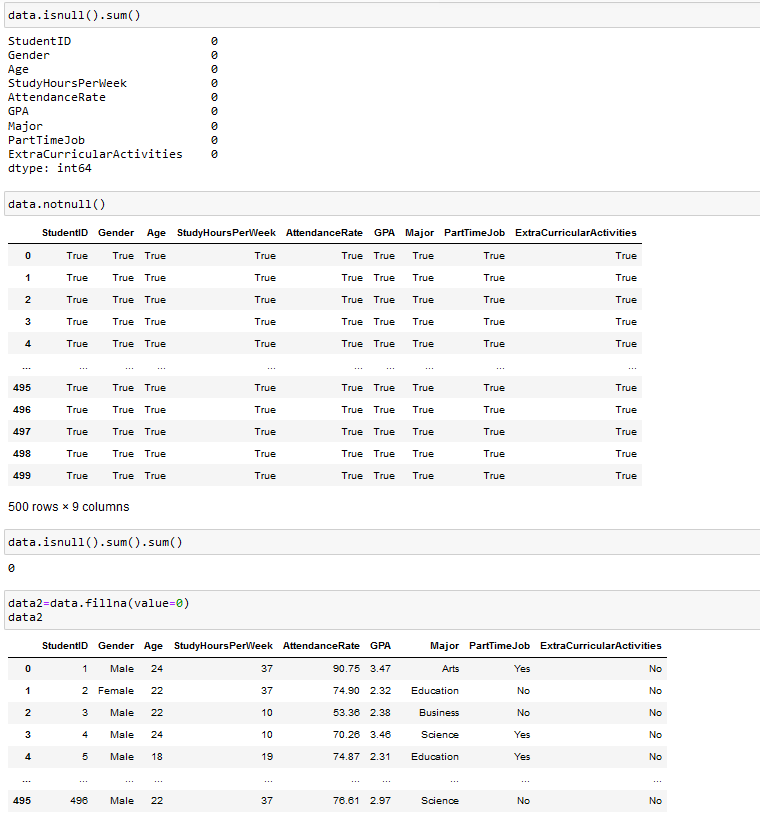 data.isnull().sum()
StudentID 0
Gender 0
Age 0
StudyHoursPerWeek 0
AttendanceRate 0
GPA 0
Major 0
PartTimeJob 0
ExtraCurricularActivities 0
dtype: int64
data.notnull()
StudentID Gender Age StudyHoursPerWeek AttendanceRate GPA Major PartTimeJob ExtraCurricularActivities
0 True True True True True True True True True
1 True True True True True True True True True
2 True True True True True True True True True
3 True True True True True True True True True
4 True True True True True True True True True
... ... ... ... ... ... ... ... ... ...
495 True True True True True True True True True
496 True True True True True True True True True
497 True True True True True True True True True
498 True True True True True True True True True
499 True True True True True True True True True
500 rows × 9 columns
data.isnull().sum().sum()
0
data2=data.fillna(value=0)
data2
StudentID Gender Age StudyHoursPerWeek AttendanceRate GPA Major PartTimeJob ExtraCurricularActivities
0 1 Male 24 37 90.75 3.47 Arts Yes No
1 2 Female 22 37 74.90 2.32 Education No No
2 3 Male 22 10 53.36 2.38 Business No No
3 4 Male 24 10 70.26 3.46 Science Yes No
4 5 Male 18 19 74.87 2.31 Education Yes No
... ... ... ... ... ... ... ... ... ...
495 496 Male 22 37 76.61 2.97 Science No No